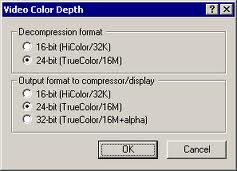 Video Color Depth
Decompression format
16-bit (HiColor/32K)
24-bit (TrueColor/16M)
Output format to compressor/display
16-bit (HiColor/32K)
24-bit (TrueColor/16M)
32-bit (TrueColor/16M+alpha)
OK Cancel